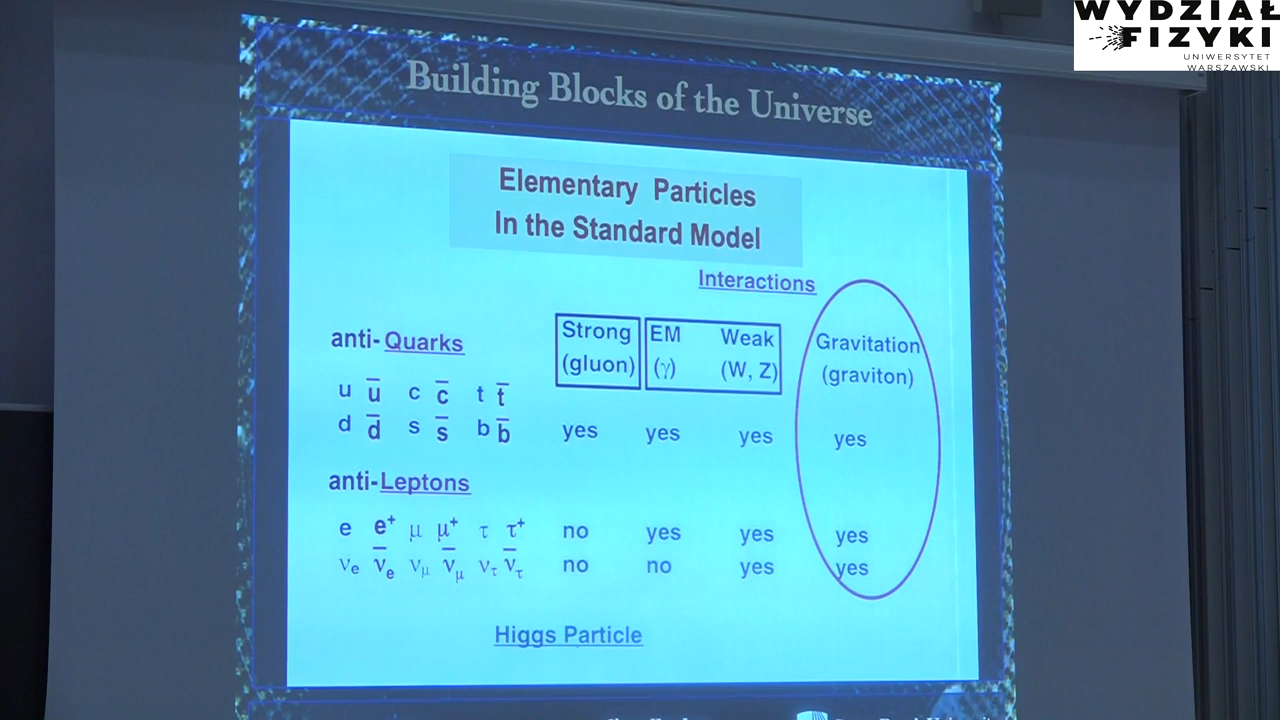 WYDZIAŁ
FIZYKI
UNIWERSYTET
WARSZAWSKI
Building Blocks of the Universe
Elementary Particles
In the Standard Model
Interactions
anti-Quarks
Strong EM Weak Gravitation
(gluon) (γ) (W, Z) (graviton)
u u̅ c c̅ t t̅
d d̅ s s̅ b b̅ yes yes yes yes
anti-Leptons
e e⁺ μ μ⁺ τ τ⁺ no yes yes yes
νe ν̅e νμ ν̅μ ντ ν̅τ no no yes yes
Higgs Particle